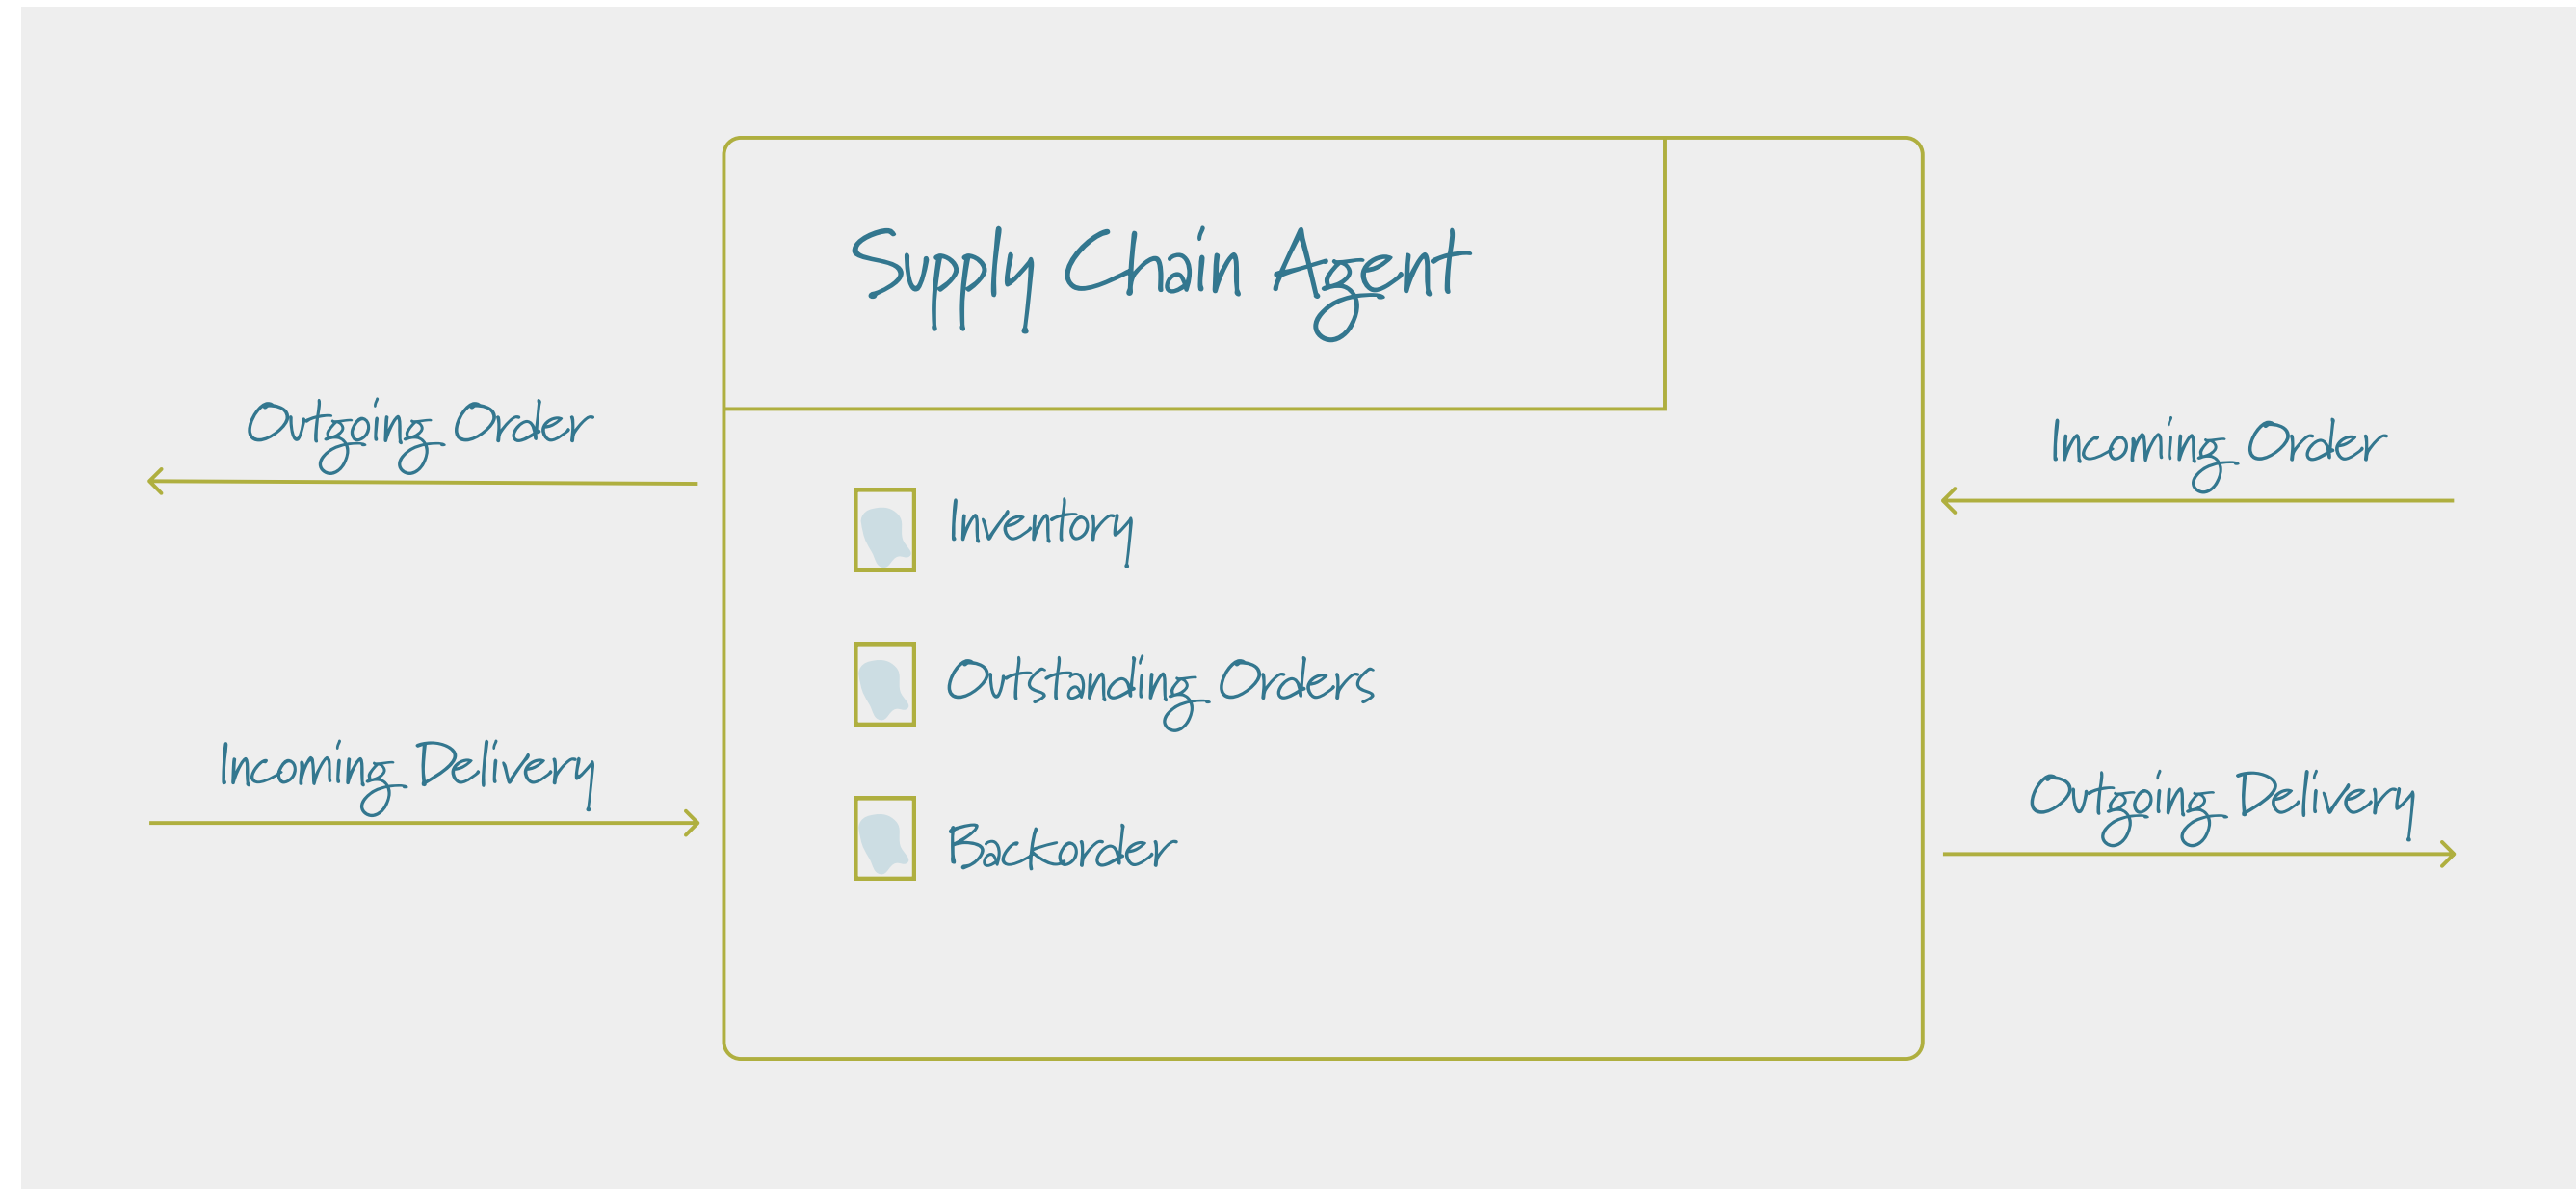 Supply Chain Agent
Outgoing Order
Incoming Order
Inventory
Outstanding Orders
Incoming Delivery
Outgoing Delivery
Backorder